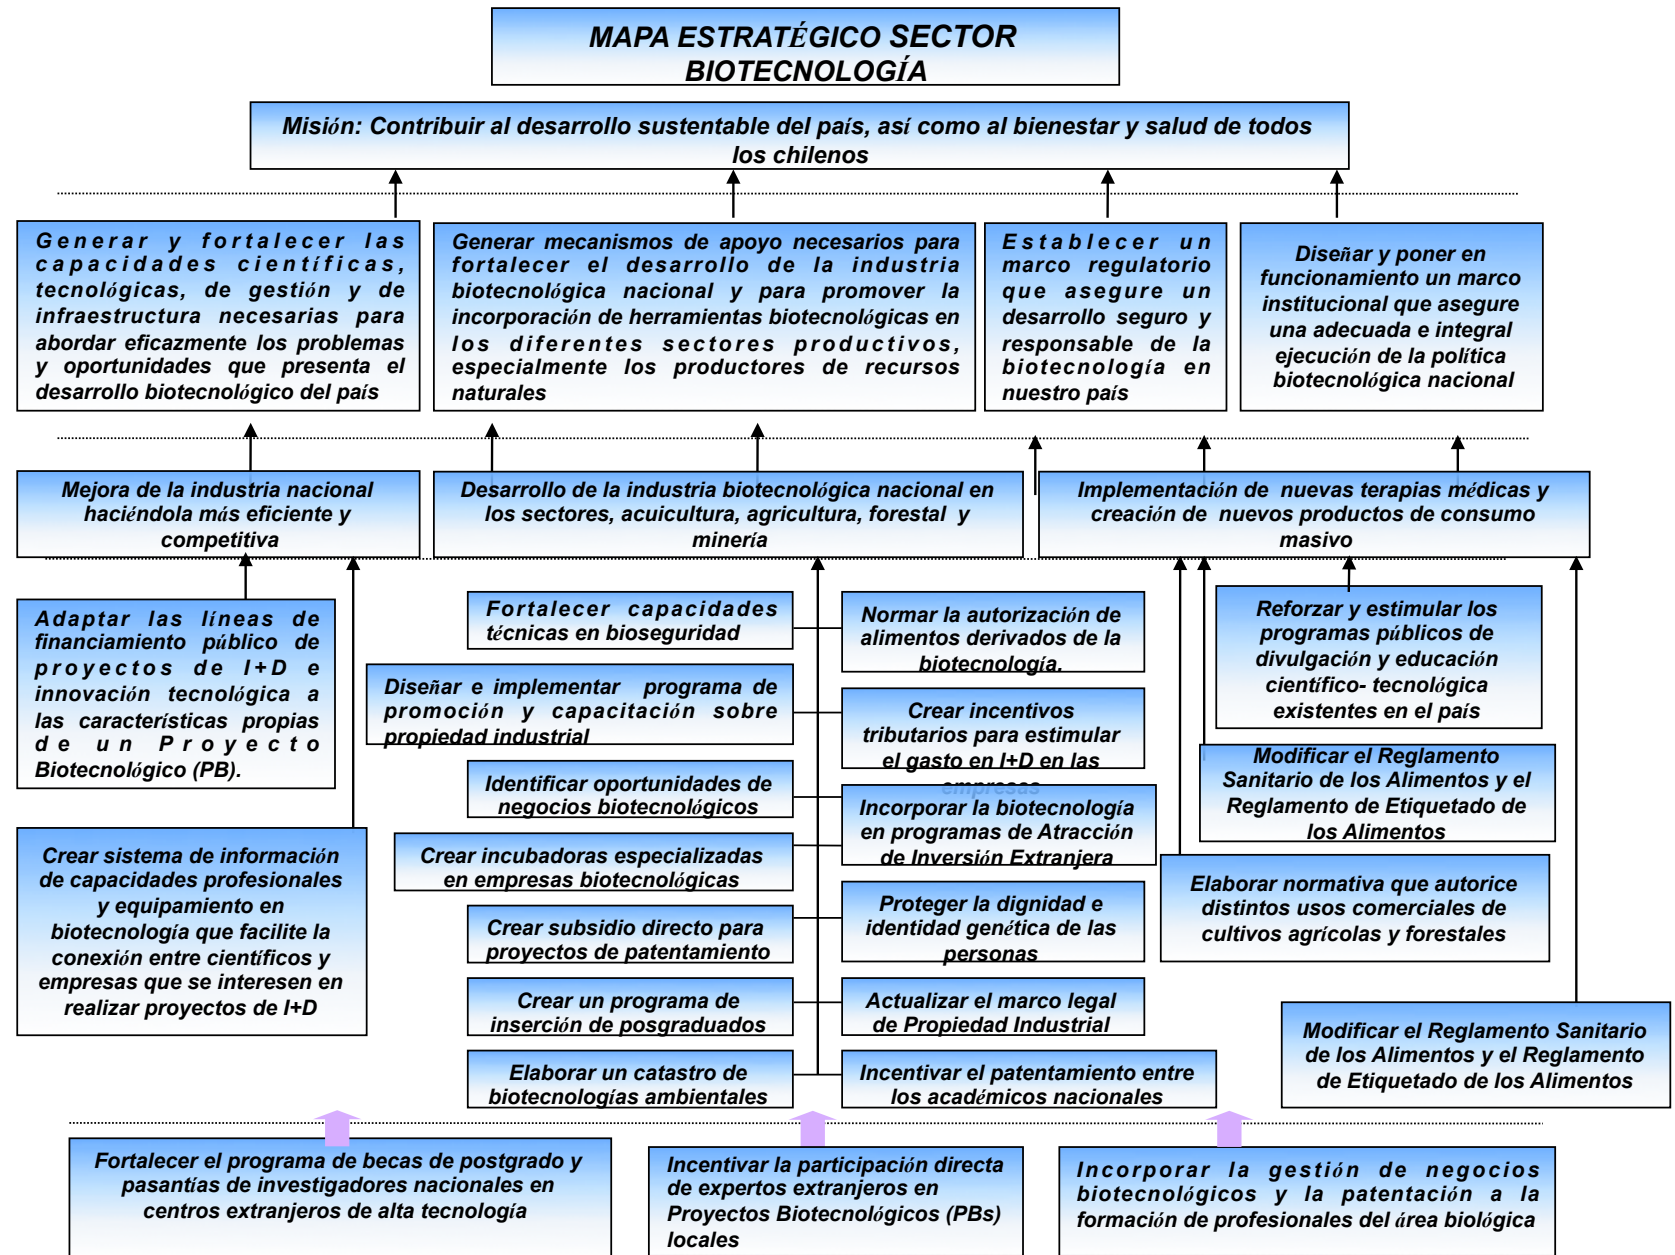 MAPA ESTRATÉGICO SECTOR
BIOTECNOLOGÍA
Misión: Contribuir al desarrollo sustentable del país, así como al bienestar y salud de todos
los chilenos
Generar y fortalecer las
capacidades científicas,
tecnológicas, de gestión y de
infraestructura necesarias para
abordar eficazmente los problemas
y oportunidades que presenta el
desarrollo biotecnológico del país
Generar mecanismos de apoyo necesarios para
fortalecer el desarrollo de la industria
biotecnológica nacional y para promover la
incorporación de herramientas biotecnológicas en
los diferentes sectores productivos,
especialmente los productores de recursos
naturales
Establecer un
marco regulatorio
que asegure un
desarrollo seguro y
responsable de la
biotecnología en
nuestro país
Diseñar y poner en
funcionamiento un marco
institucional que asegure
una adecuada e integral
ejecución de la política
biotecnológica nacional
Mejora de la industria nacional
haciéndola más eficiente y
competitiva
Desarrollo de la industria biotecnológica nacional en
los sectores, acuicultura, agricultura, forestal y
minería
Implementación de nuevas terapias médicas y
creación de nuevos productos de consumo
masivo
Adaptar las líneas de
financiamiento público de
proyectos de I+D e
innovación tecnológica a
las características propias
de un Proyecto
Biotecnológico (PB).
Crear sistema de información
de capacidades profesionales
y equipamiento en
biotecnología que facilite la
conexión entre científicos y
empresas que se interesen en
realizar proyectos de I+D
Fortalecer capacidades
técnicas en bioseguridad
Diseñar e implementar programa de
promoción y capacitación sobre
propiedad industrial
Identificar oportunidades de
negocios biotecnológicos
Crear incubadoras especializadas
en empresas biotecnológicas
Crear subsidio directo para
proyectos de patentamiento
Crear un programa de
inserción de posgraduados
Elaborar un catastro de
biotecnologías ambientales
Normar la autorización de
alimentos derivados de la
biotecnología.
Crear incentivos
tributarios para estimular
el gasto en I+D en las
empresas
Incorporar la biotecnología
en programas de Atracción
de Inversión Extranjera
Proteger la dignidad e
identidad genética de las
personas
Actualizar el marco legal
de Propiedad Industrial
Incentivar el patentamiento entre
los académicos nacionales
Reforzar y estimular los
programas públicos de
divulgación y educación
científico- tecnológica
existentes en el país
Modificar el Reglamento
Sanitario de los Alimentos y el
Reglamento de Etiquetado de
los Alimentos
Elaborar normativa que autorice
distintos usos comerciales de
cultivos agrícolas y forestales
Modificar el Reglamento Sanitario
de los Alimentos y el Reglamento
de Etiquetado de los Alimentos
Fortalecer el programa de becas de postgrado y
pasantías de investigadores nacionales en
centros extranjeros de alta tecnología
Incentivar la participación directa
de expertos extranjeros en
Proyectos Biotecnológicos (PBs)
locales
Incorporar la gestión de negocios
biotecnológicos y la patentación a la
formación de profesionales del área biológica